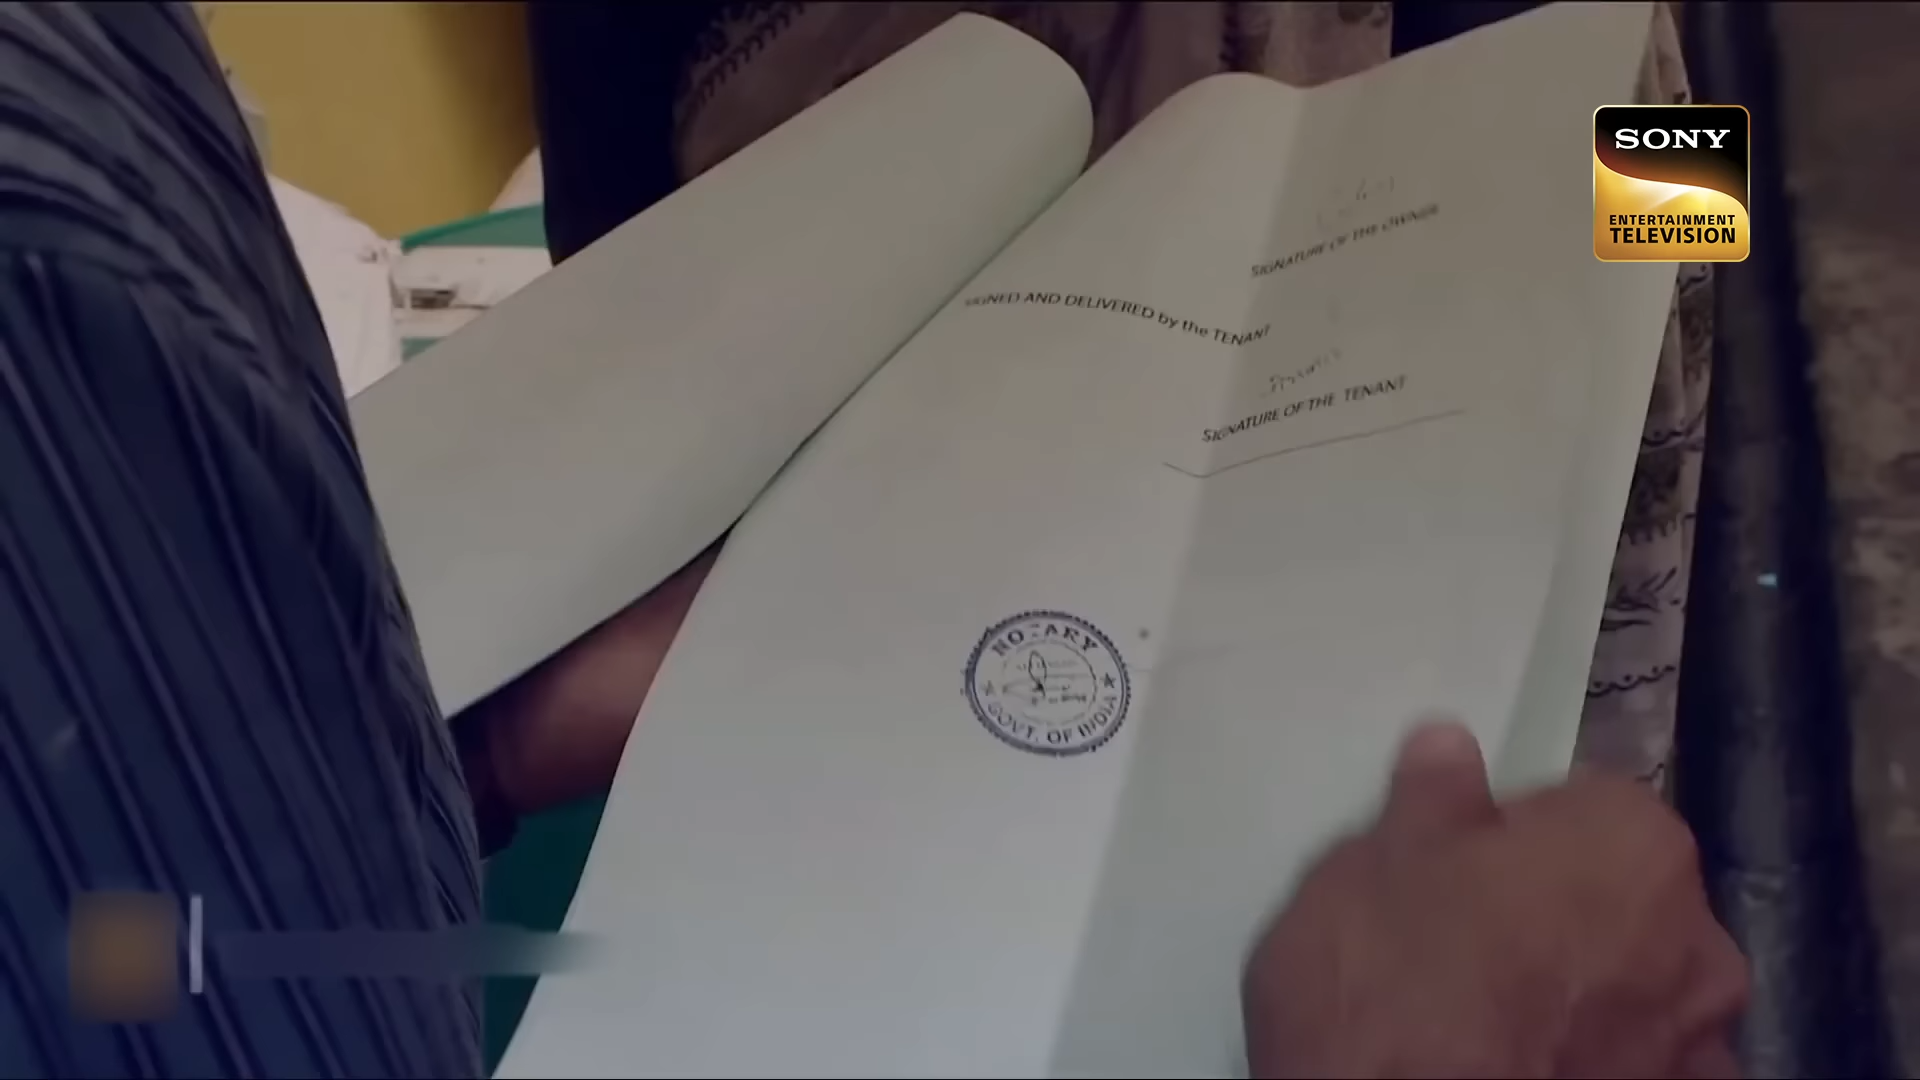 SONY
ENTERTAINMENT
TELEVISION
SIGNATURE OF THE OWNER
SIGNED AND DELIVERED by the TENANT
SIGNATURE OF THE TENANT
NOTARY
GOVT. OF INDIA